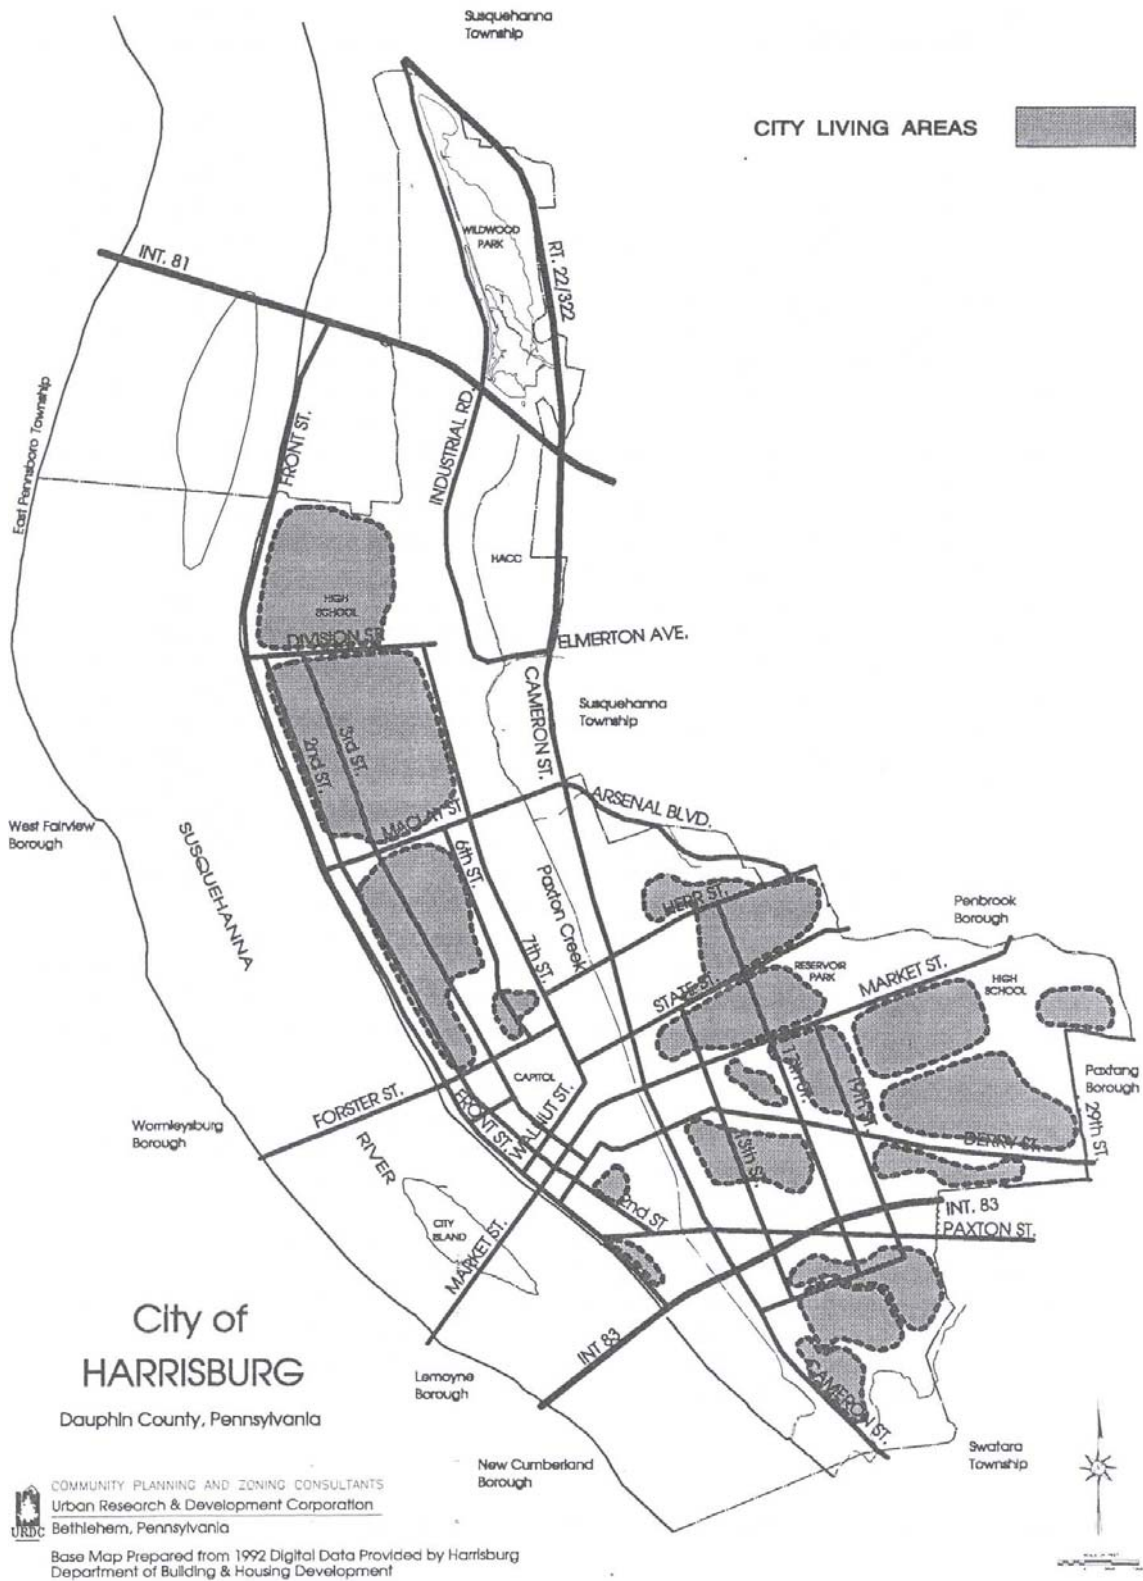 Susquehanna
Township
CITY LIVING AREAS
WILDWOOD
PARK
RT. 22/322
INT. 81
East Pennsboro Township
FRONT ST.
INDUSTRIAL RD.
HACC
HIGH
SCHOOL
DIVISION ST.
ELMERTON AVE.
CAMERON ST.
Susquehanna
Township
3rd ST.
2nd ST.
ARSENAL BLVD.
MACLAY ST
West Fairview
Borough
SUSQUEHANNA
6th ST.
Paxton Creek
HERR ST.
Penbrook
Borough
7th ST.
RESERVOIR
PARK
STATE ST.
MARKET ST.
HIGH
SCHOOL
CAPITOL
17th ST.
19th ST.
Paxtang
Borough
29th ST.
FORSTER ST.
FRONT ST.
WALNUT ST.
Wormleysburg
Borough
RIVER
13th ST.
DERRY ST.
2nd ST
INT. 83
PAXTON ST.
CITY
ISLAND
MARKET ST.
City of
HARRISBURG
Dauphin County, Pennsylvania
INT 83
Lemoyne
Borough
CAMERON ST.
New Cumberland
Borough
Swatara
Township
COMMUNITY PLANNING AND ZONING CONSULTANTS
Urban Research & Development Corporation
URDC
Bethlehem, Pennsylvania
Base Map Prepared from 1992 Digital Data Provided by Harrisburg
Department of Building & Housing Development